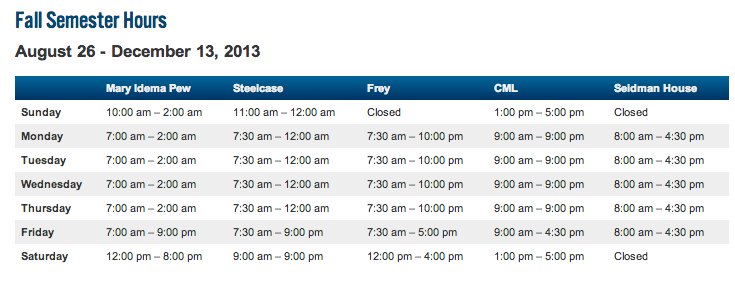 Fall Semester Hours
August 26 - December 13, 2013
Mary Idema Pew Steelcase Frey CML Seidman House
Sunday 10:00 am – 2:00 am 11:00 am – 12:00 am Closed 1:00 pm – 5:00 pm Closed
Monday 7:00 am – 2:00 am 7:30 am – 12:00 am 7:30 am – 10:00 pm 9:00 am – 9:00 pm 8:00 am – 4:30 pm
Tuesday 7:00 am – 2:00 am 7:30 am – 12:00 am 7:30 am – 10:00 pm 9:00 am – 9:00 pm 8:00 am – 4:30 pm
Wednesday 7:00 am – 2:00 am 7:30 am – 12:00 am 7:30 am – 10:00 pm 9:00 am – 9:00 pm 8:00 am – 4:30 pm
Thursday 7:00 am – 2:00 am 7:30 am – 12:00 am 7:30 am – 10:00 pm 9:00 am – 9:00 pm 8:00 am – 4:30 pm
Friday 7:00 am – 9:00 pm 7:30 am – 9:00 pm 7:30 am – 5:00 pm 9:00 am – 4:30 pm 8:00 am – 4:30 pm
Saturday 12:00 pm – 8:00 pm 9:00 am – 9:00 pm 12:00 pm – 4:00 pm 1:00 pm – 5:00 pm Closed